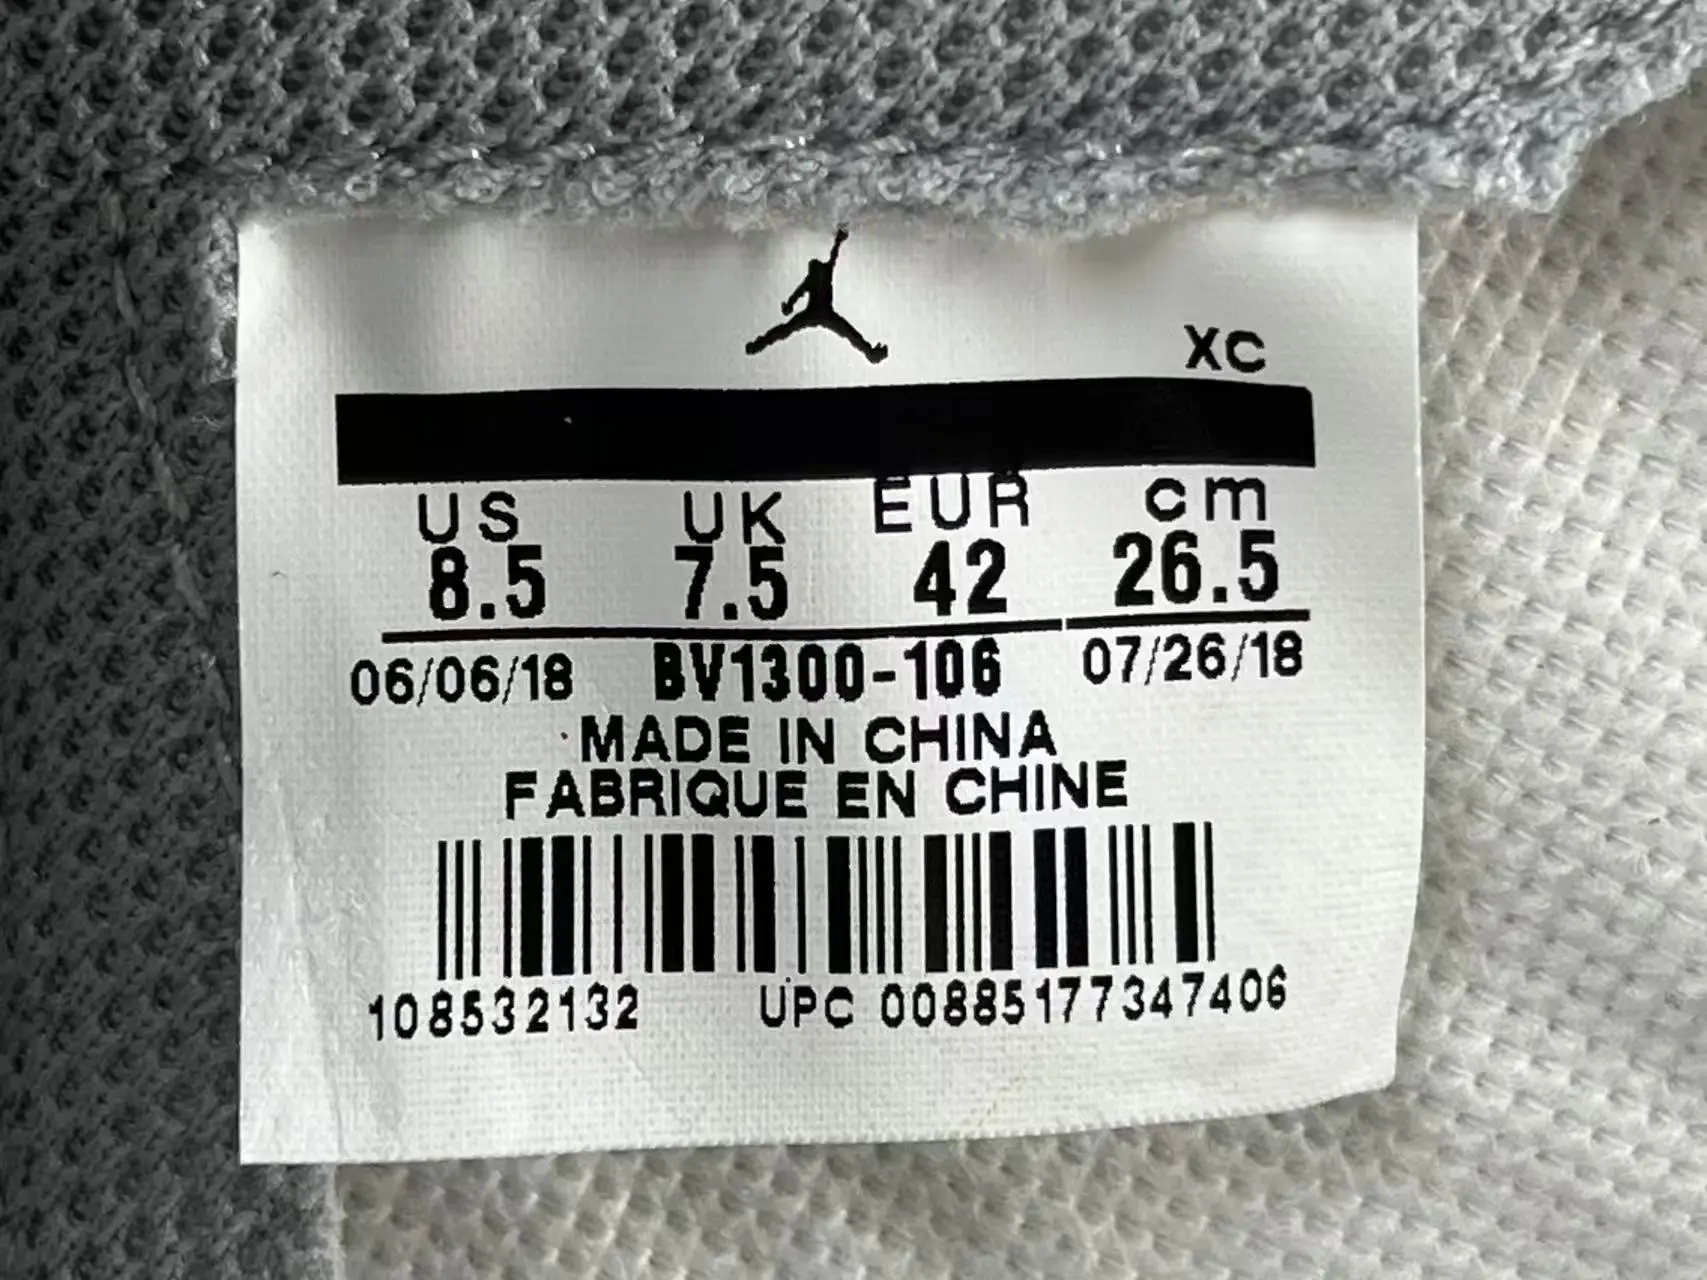 XC
US UK EUR cm
8.5 7.5 42 26.5
06/06/18 BV1300-106 07/26/18
MADE IN CHINA
FABRIQUE EN CHINE
108532132 UPC 00885177347406